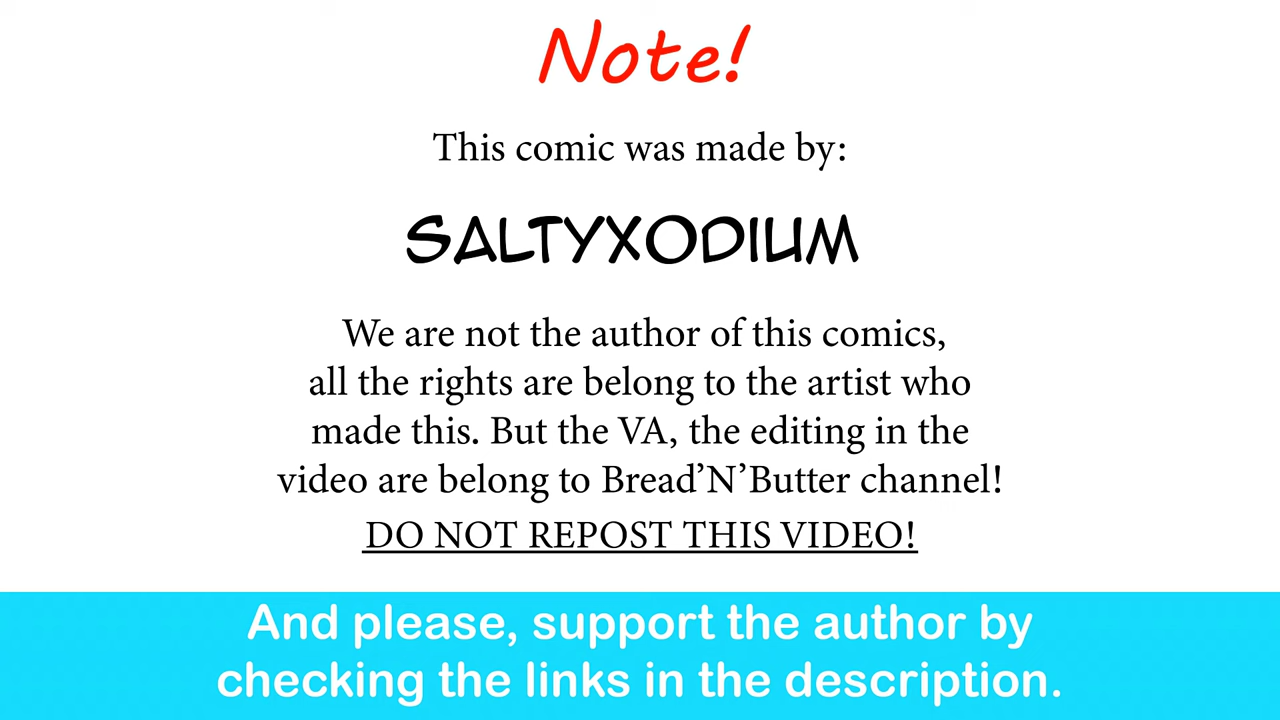 Note!
This comic was made by:
SALTYXODIUM
We are not the author of this comics,
all the rights are belong to the artist who
made this. But the VA, the editing in the
video are belong to Bread’N’Butter channel!
DO NOT REPOST THIS VIDEO!
And please, support the author by
checking the links in the description.